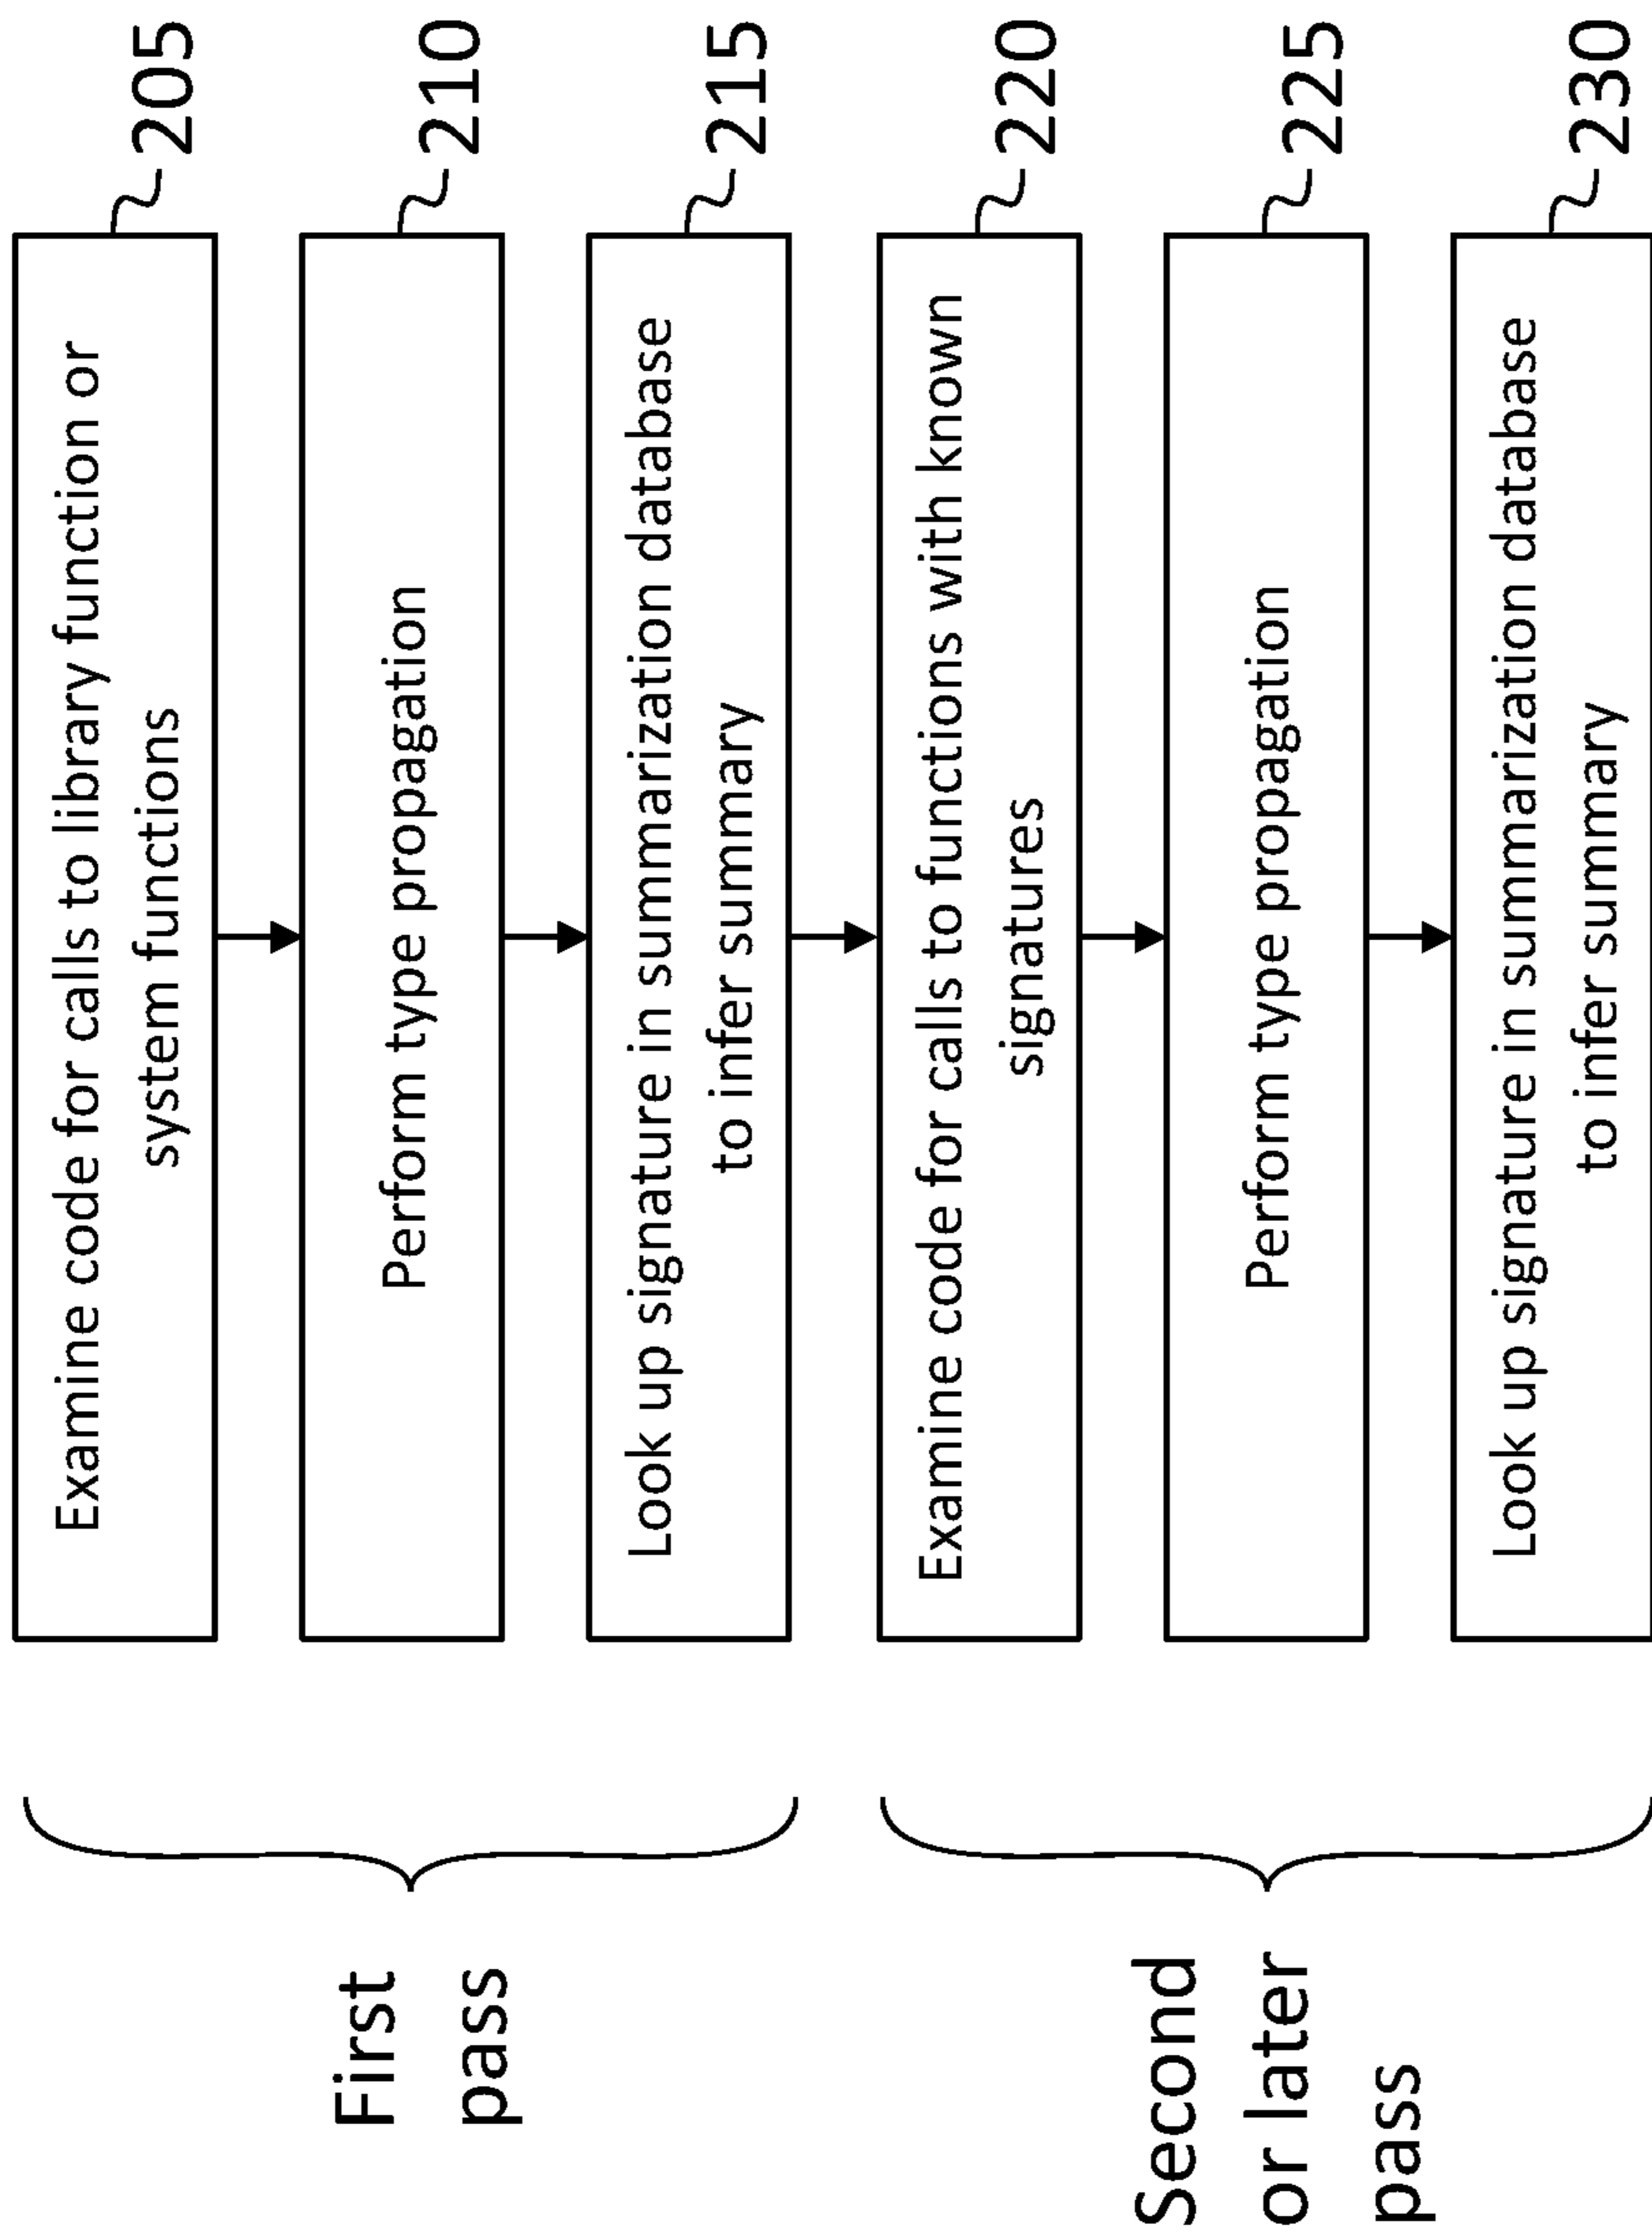 First
pass
Examine code for calls to library function or
system functions
205
Perform type propagation
210
Look up signature in summarization database
to infer summary
215
Second
or later
pass
Examine code for calls to functions with known
signatures
220
Perform type propagation
225
Look up signature in summarization database
to infer summary
230